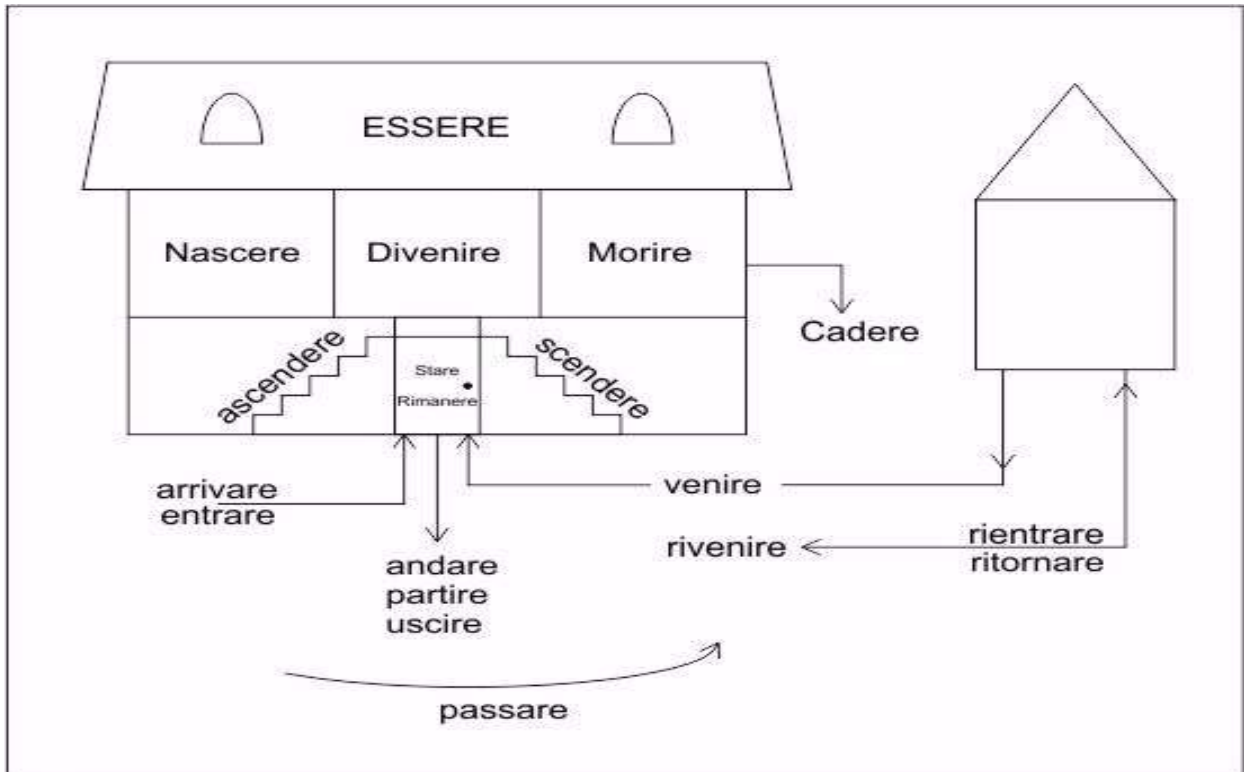 ESSERE
Nascere
Divenire
Morire
Cadere
ascendere
Stare
Rimanere
scendere
arrivare
entrare
venire
rivenire
rientrare
ritornare
andare
partire
uscire
passare